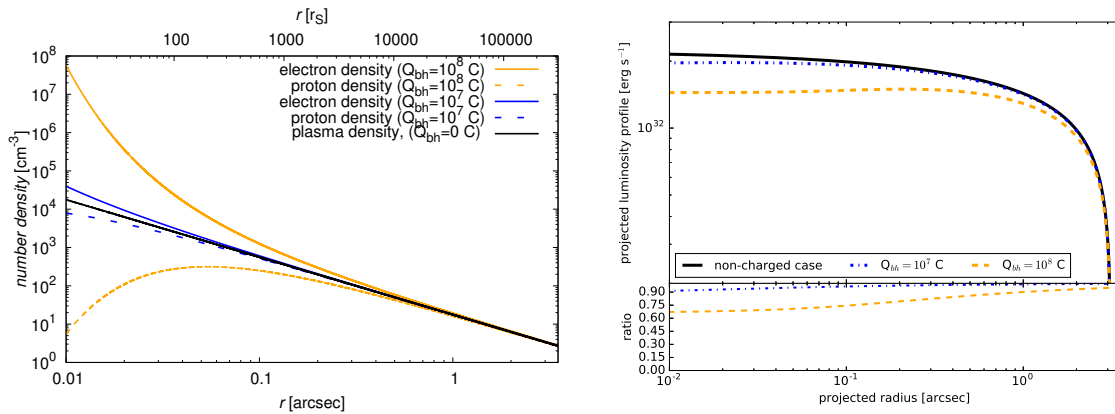 r [rS]
100 400 1000 4000 10000 100000
10^8
10^7
10^6
10^5
10^4
10^3
10^2
10^1
10^0
number density [cm^-3]
electron density (Q_bh=10^8 C)
proton density (Q_bh=10^8 C)
electron density (Q_bh=10^7 C)
proton density (Q_bh=10^7 C)
plasma density, (Q_bh=0 C)
0.01 0.1 1
r [arcsec]
projected luminosity profile [erg s^-1]
10^32
non-charged case Q_bh = 10^7 C Q_bh = 10^8 C
ratio
0.90
0.75
0.60
0.45
0.30
0.15
0.00
10^-2 10^-1 10^0
projected radius [arcsec]